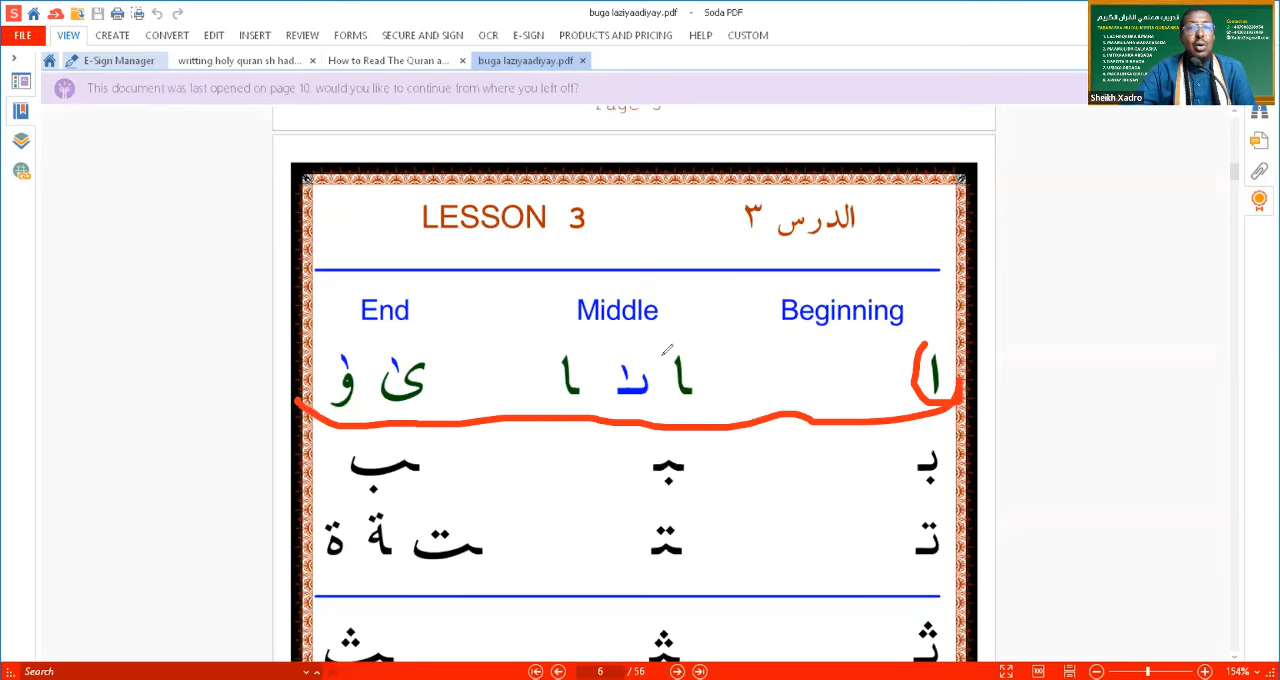 buga laziyaadiyay.pdf - Soda PDF
FILE VIEW CREATE CONVERT EDIT INSERT REVIEW FORMS SECURE AND SIGN OCR E-SIGN PRODUCTS AND PRICING HELP CUSTOM
E-Sign Manager writting holy quran sh had... × How to Read The Quran a... × buga laziyaadiyay.pdf ×
This document was last opened on page 10, would you like to continue from where you left off?
Sheikh Xadro
LESSON 3 الدرس ٣
End Middle Beginning
ا ـا ىٰ ا ىٰ وٰ
بـ ـبـ ـب
تـ ـتـ ـت ـة ة
ثـ ـثـ ـث
Search 6 / 56 154%